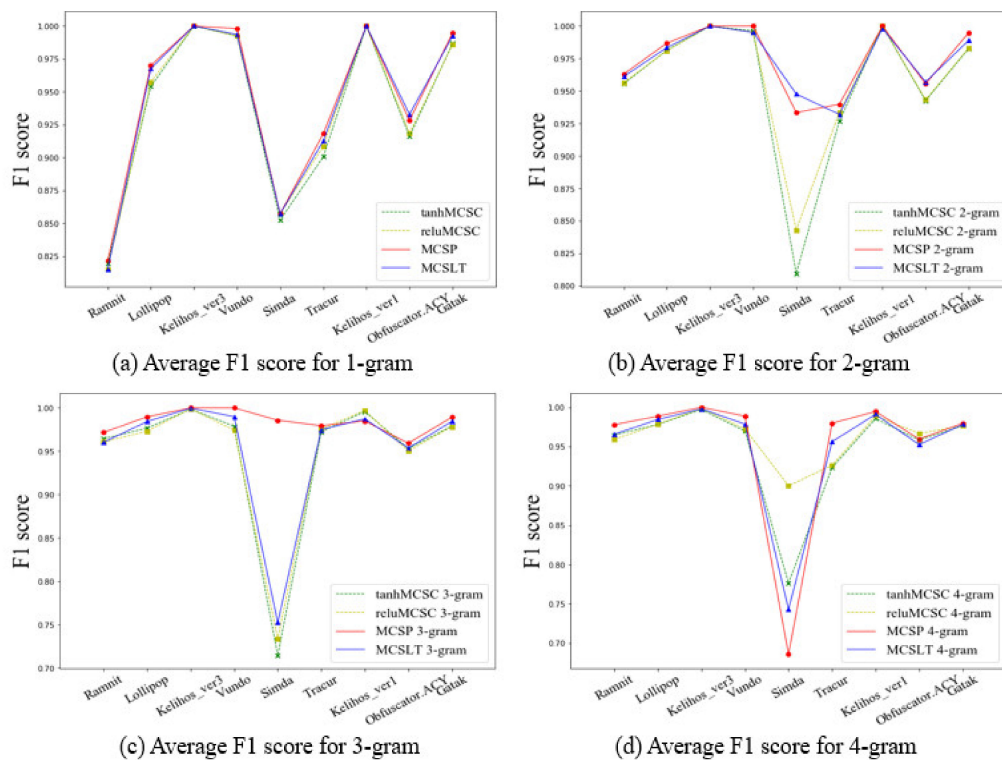 1.000
0.975
0.950
0.925
0.900
0.875
0.850
0.825
F1 score
tanhMCSC
reluMCSC
MCSP
MCSLT
Ramnit
Lollipop
Kelihos_ver3
Vundo
Simda
Tracur
Kelihos_ver1
Obfuscator.ACY
Gatak
(a) Average F1 score for 1-gram
1.000
0.975
0.950
0.925
0.900
0.875
0.850
0.825
0.800
F1 score
tanhMCSC 2-gram
reluMCSC 2-gram
MCSP 2-gram
MCSLT 2-gram
Ramnit
Lollipop
Kelihos_ver3
Vundo
Simda
Tracur
Kelihos_ver1
Obfuscator.ACY
Gatak
(b) Average F1 score for 2-gram
1.00
0.95
0.90
0.85
0.80
0.75
0.70
F1 score
tanhMCSC 3-gram
reluMCSC 3-gram
MCSP 3-gram
MCSLT 3-gram
Ramnit
Lollipop
Kelihos_ver3
Vundo
Simda
Tracur
Kelihos_ver1
Obfuscator.ACY
Gatak
(c) Average F1 score for 3-gram
1.00
0.95
0.90
0.85
0.80
0.75
0.70
F1 score
tanhMCSC 4-gram
reluMCSC 4-gram
MCSP 4-gram
MCSLT 4-gram
Ramnit
Lollipop
Kelihos_ver3
Vundo
Simda
Tracur
Kelihos_ver1
Obfuscator.ACY
Gatak
(d) Average F1 score for 4-gram